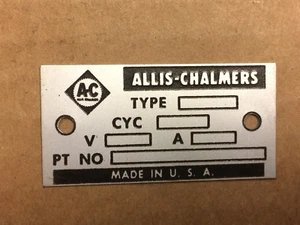 A-C
ALLIS-CHALMERS
TYPE
CYC
V A
PT NO
MADE IN U. S. A.